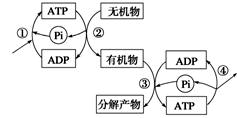 ATP
无机物
① Pi ②
ADP
有机物
ADP
③ Pi ④
分解产物
ATP